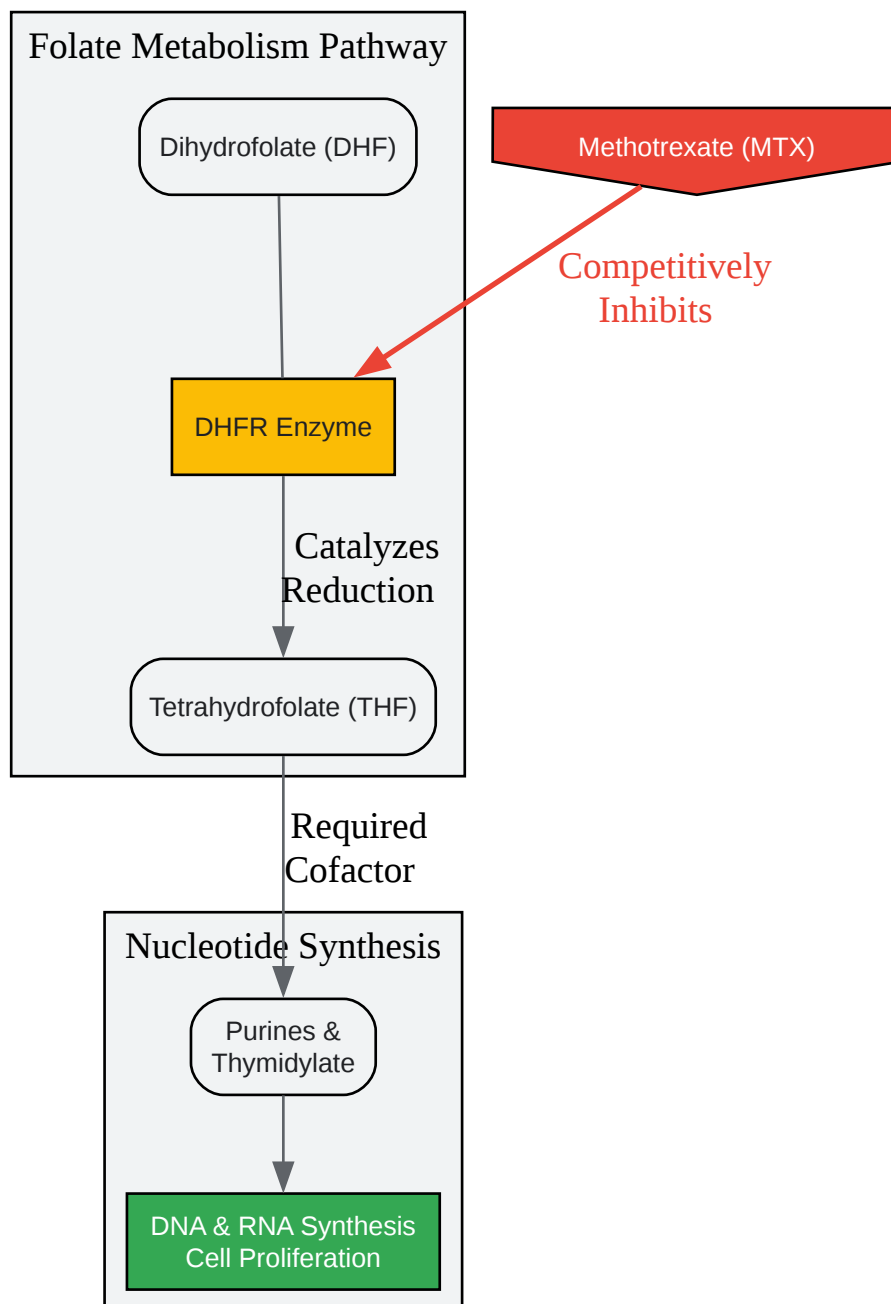 Folate Metabolism Pathway
Dihydrofolate (DHF)
Methotrexate (MTX)
Competitively
Inhibits
DHFR Enzyme
Catalyzes
Reduction
Tetrahydrofolate (THF)
Required
Cofactor
Nucleotide Synthesis
Purines &
Thymidylate
DNA & RNA Synthesis
Cell Proliferation